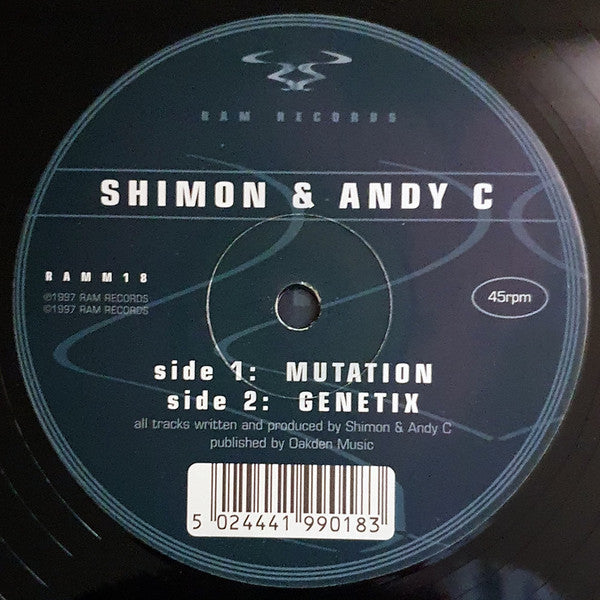 RAM RECORDS
SHIMON & ANDY C
RAMM18
℗1997 RAM RECORDS
©1997 RAM RECORDS
45rpm
side 1: MUTATION
side 2: GENETIX
all tracks written and produced by Shimon & Andy C
published by Oakden Music
5 024441 990183